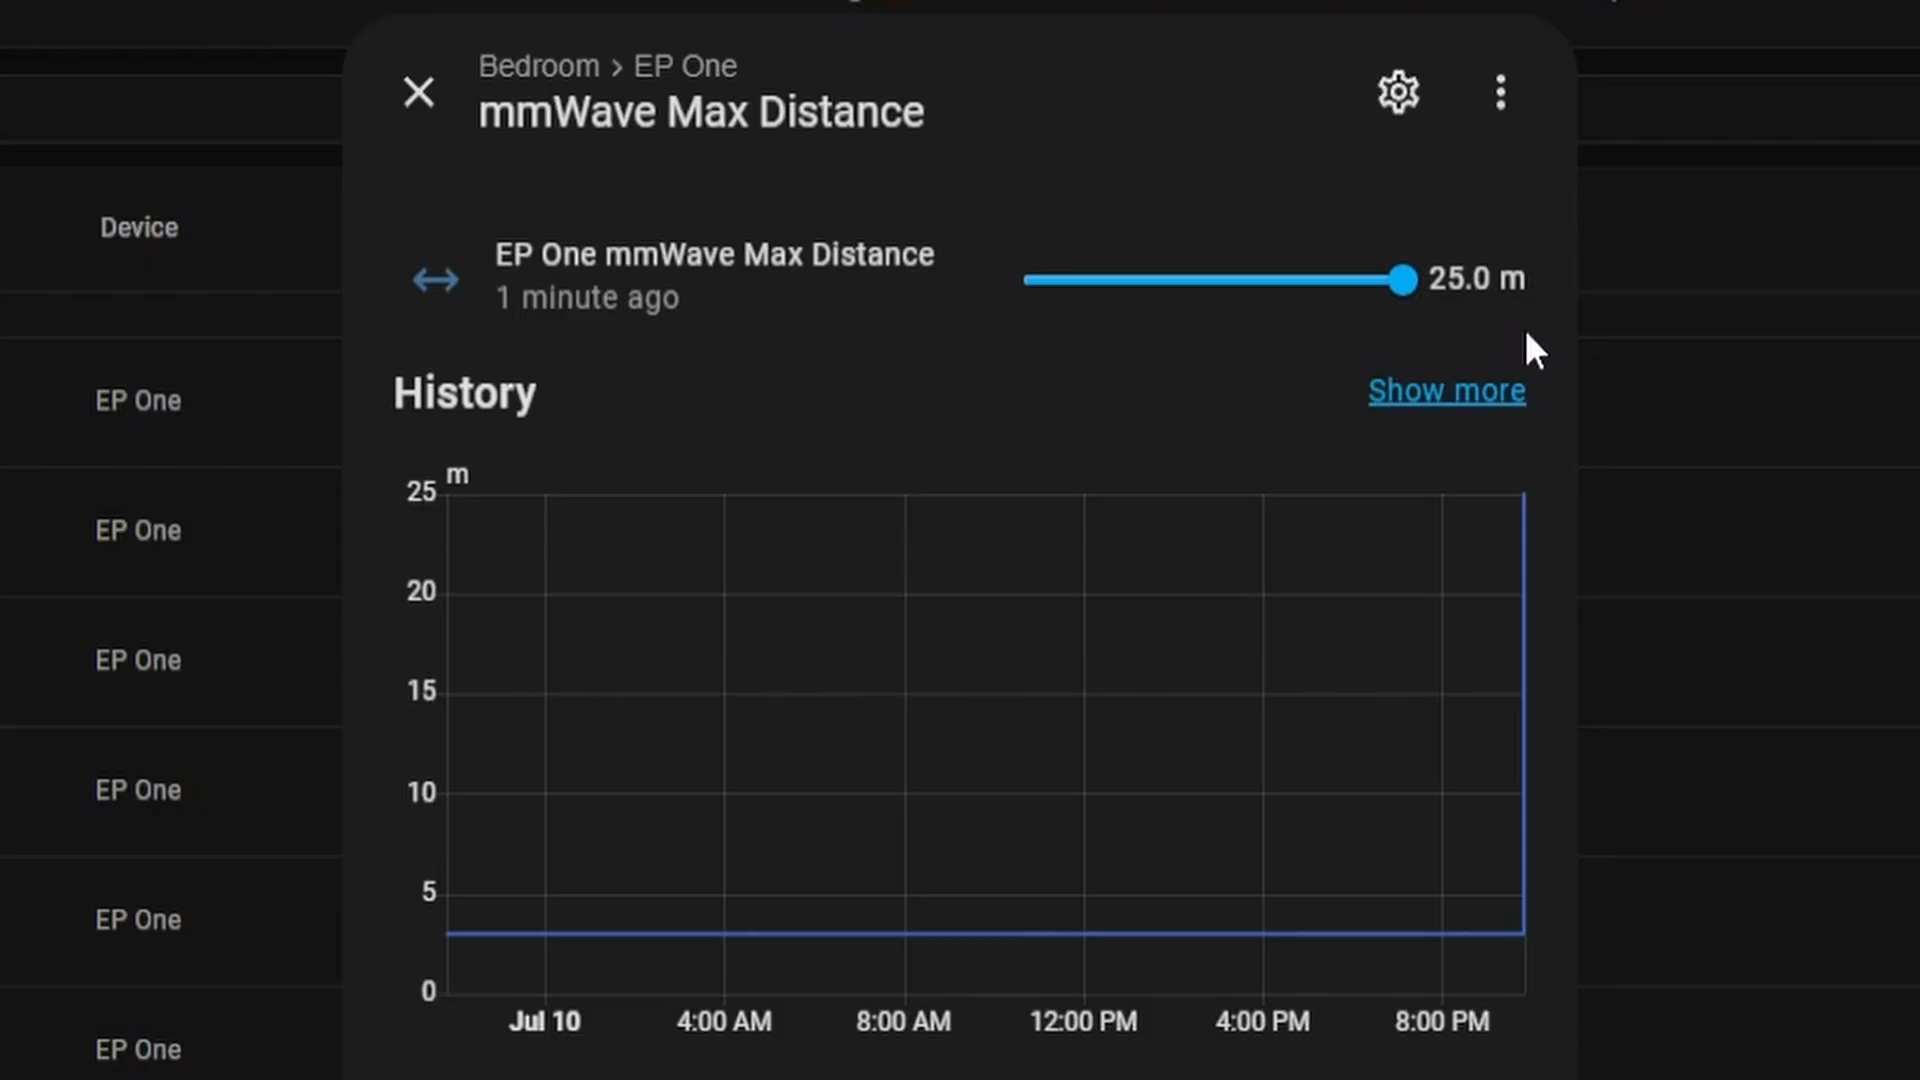 Bedroom > EP One
mmWave Max Distance
Device
EP One mmWave Max Distance
25.0 m
1 minute ago
History
Show more
EP One
EP One
EP One
EP One
EP One
EP One
m
25
20
15
10
5
0
Jul 10
4:00 AM
8:00 AM
12:00 PM
4:00 PM
8:00 PM